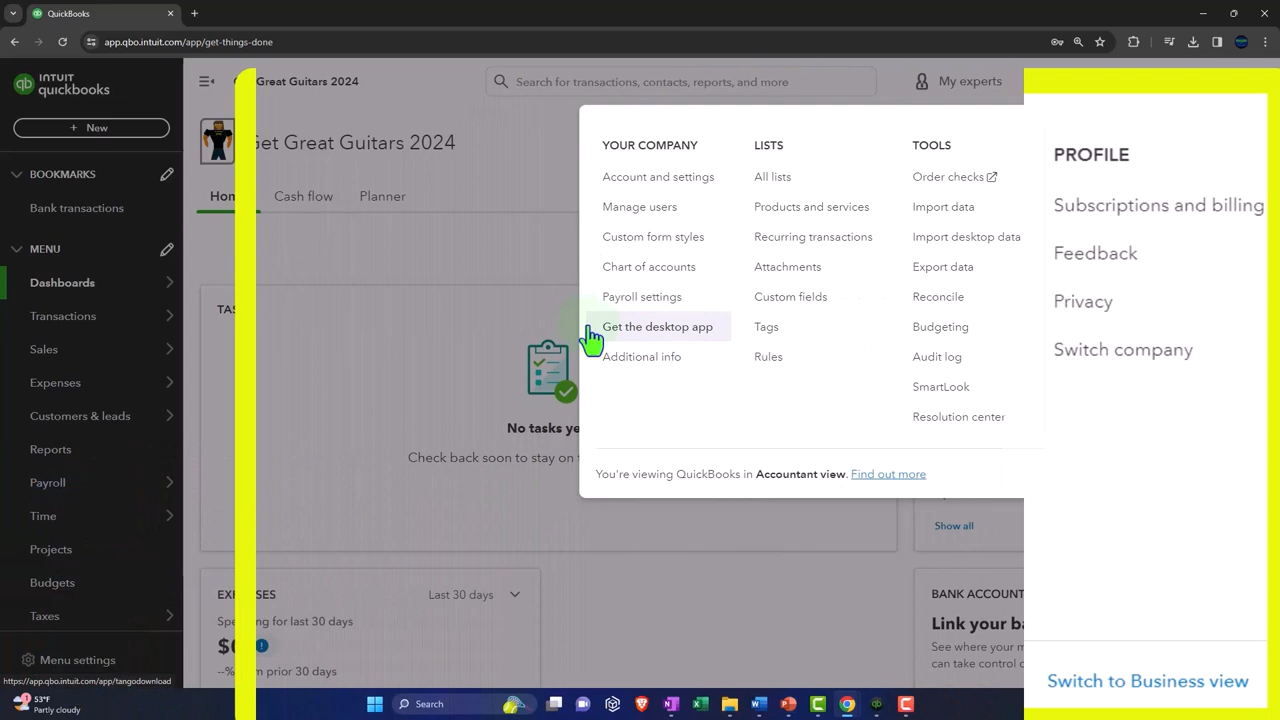 QuickBooks
app.qbo.intuit.com/app/get-things-done
INTUIT
quickbooks
+ New
BOOKMARKS
Bank transactions
MENU
Dashboards
Transactions
Sales
Expenses
Customers & leads
Reports
Payroll
Time
Projects
Budgets
Taxes
Menu settings
https://app.qbo.intuit.com/app/tangodownload
Great Guitars 2024
Search for transactions, contacts, reports, and more
My experts
Get Great Guitars 2024
Hom
Cash flow
Planner
TAS
No tasks ye
Check back soon to stay on
YOUR COMPANY
Account and settings
Manage users
Custom form styles
Chart of accounts
Payroll settings
Get the desktop app
Additional info
LISTS
All lists
Products and services
Recurring transactions
Attachments
Custom fields
Tags
Rules
TOOLS
Order checks
Import data
Import desktop data
Export data
Reconcile
Budgeting
Audit log
SmartLook
Resolution center
You're viewing QuickBooks in Accountant view. Find out more
PROFILE
Subscriptions and billing
Feedback
Privacy
Switch company
Switch to Business view
Show all
EX ESES
Last 30 days
Spe g for last 30 days
$
--% m prior 30 days
BANK ACCOUN
Link your ba
See where your m
can take control
53°F
Partly cloudy
Search